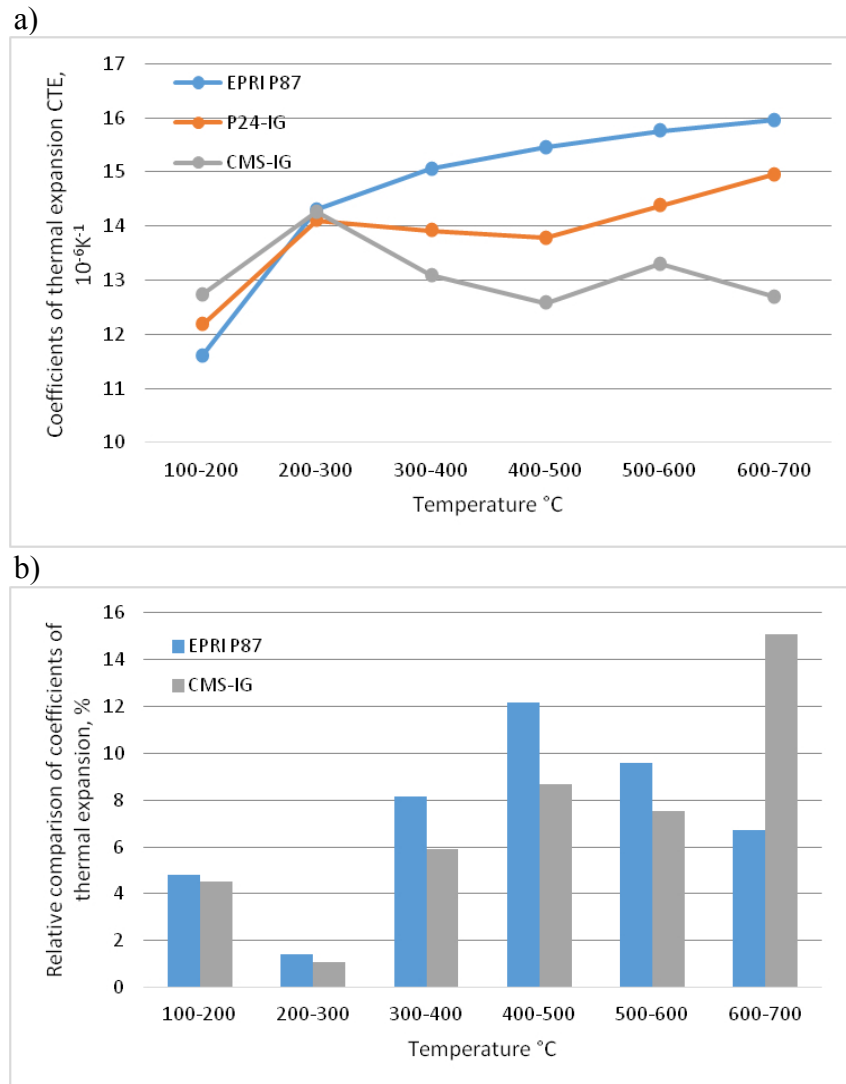 a)
17
16
15
14
13
12
11
10
Coefficients of thermal expansion CTE,
10⁻⁶K⁻¹
EPRI P87
P24-IG
CMS-IG
100-200 200-300 300-400 400-500 500-600 600-700
Temperature °C
b)
16
14
12
10
8
6
4
2
0
Relative comparison of coefficients of
thermal expansion, %
EPRI P87
CMS-IG
100-200 200-300 300-400 400-500 500-600 600-700
Temperature °C